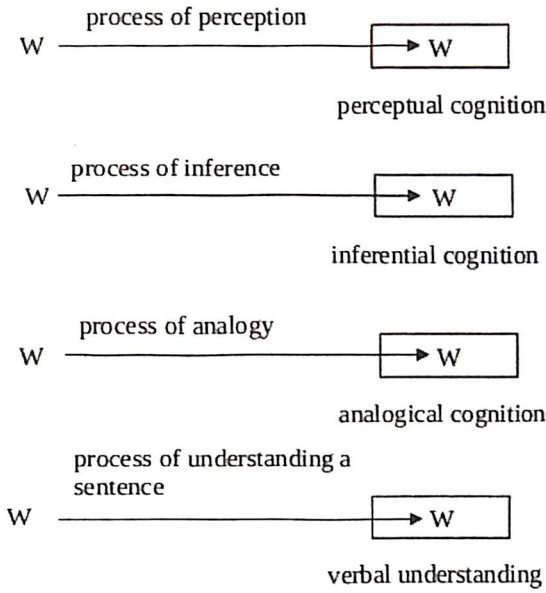 process of perception
W W
perceptual cognition
process of inference
W W
inferential cognition
process of analogy
W W
analogical cognition
process of understanding a
sentence
W W
verbal understanding